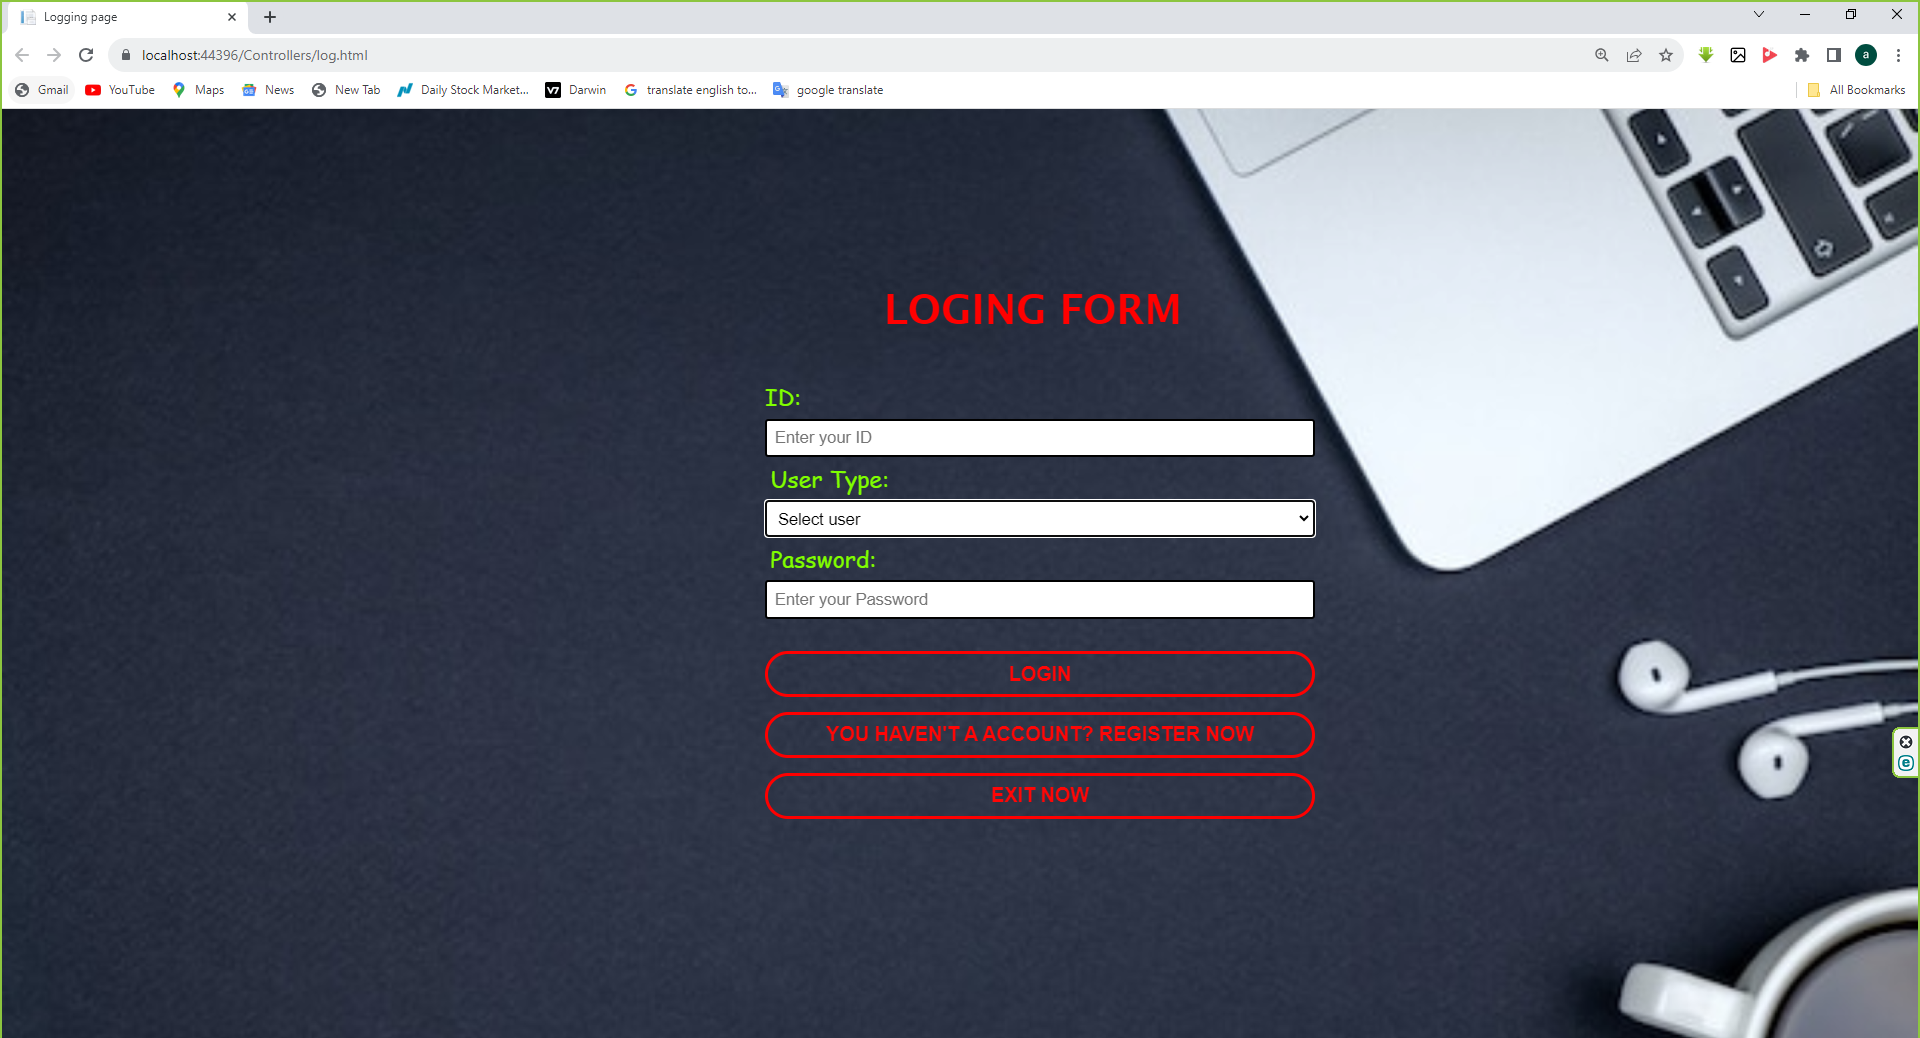 Logging page
localhost:44396/Controllers/log.html
a
Gmail YouTube Maps News New Tab Daily Stock Market... Darwin translate english to... google translate All Bookmarks
LOGING FORM
ID:
Enter your ID
User Type:
Select user
Password:
Enter your Password
LOGIN
YOU HAVEN'T A ACCOUNT? REGISTER NOW
EXIT NOW